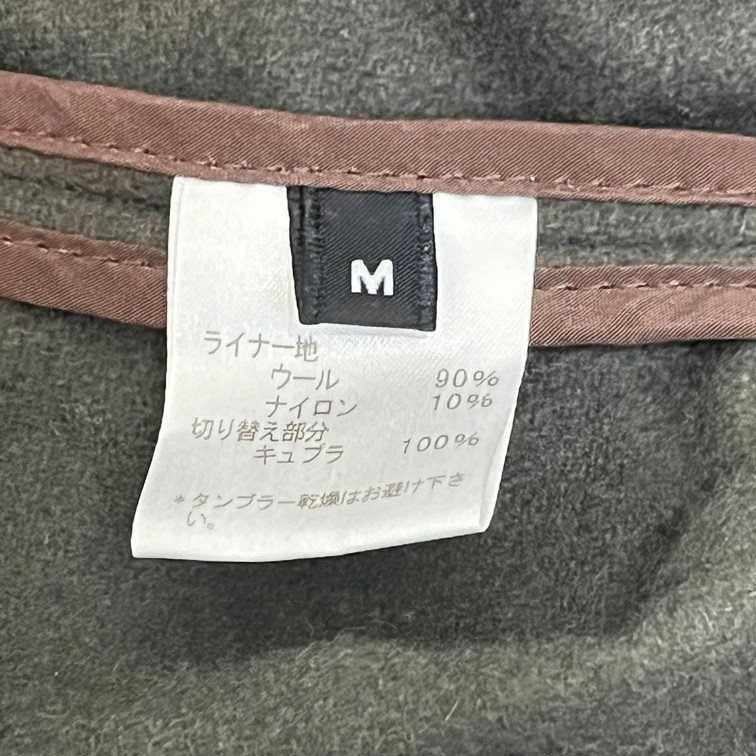 M
ライナー地
ウール 90%
ナイロン 10%
切り替え部分
キュプラ 100%
*タンブラー乾燥はお避け下さ
い。